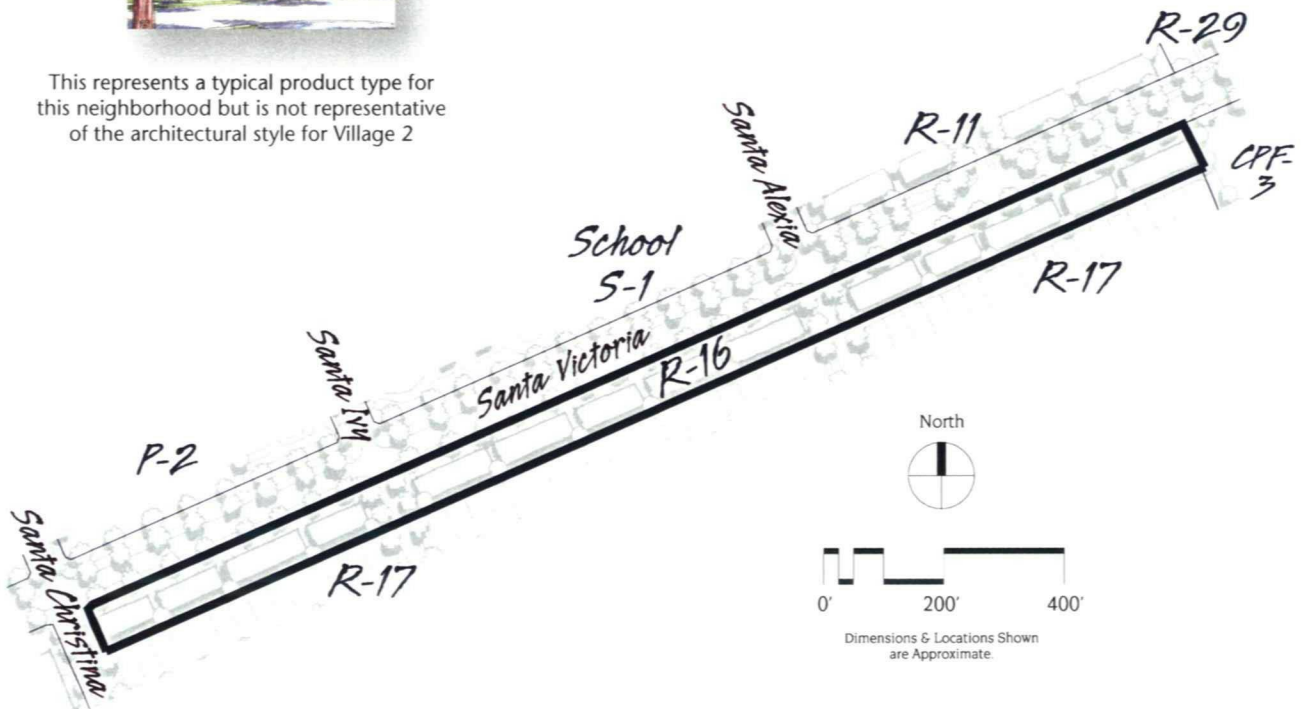 This represents a typical product type for
this neighborhood but is not representative
of the architectural style for Village 2
R-29
R-11
Santa Alexia
CPF-
3
School
S-1
R-17
Santa Ivy
Santa Victoria
R-16
P-2
North
Santa Christina
R-17
0' 200' 400'
Dimensions & Locations Shown
are Approximate.